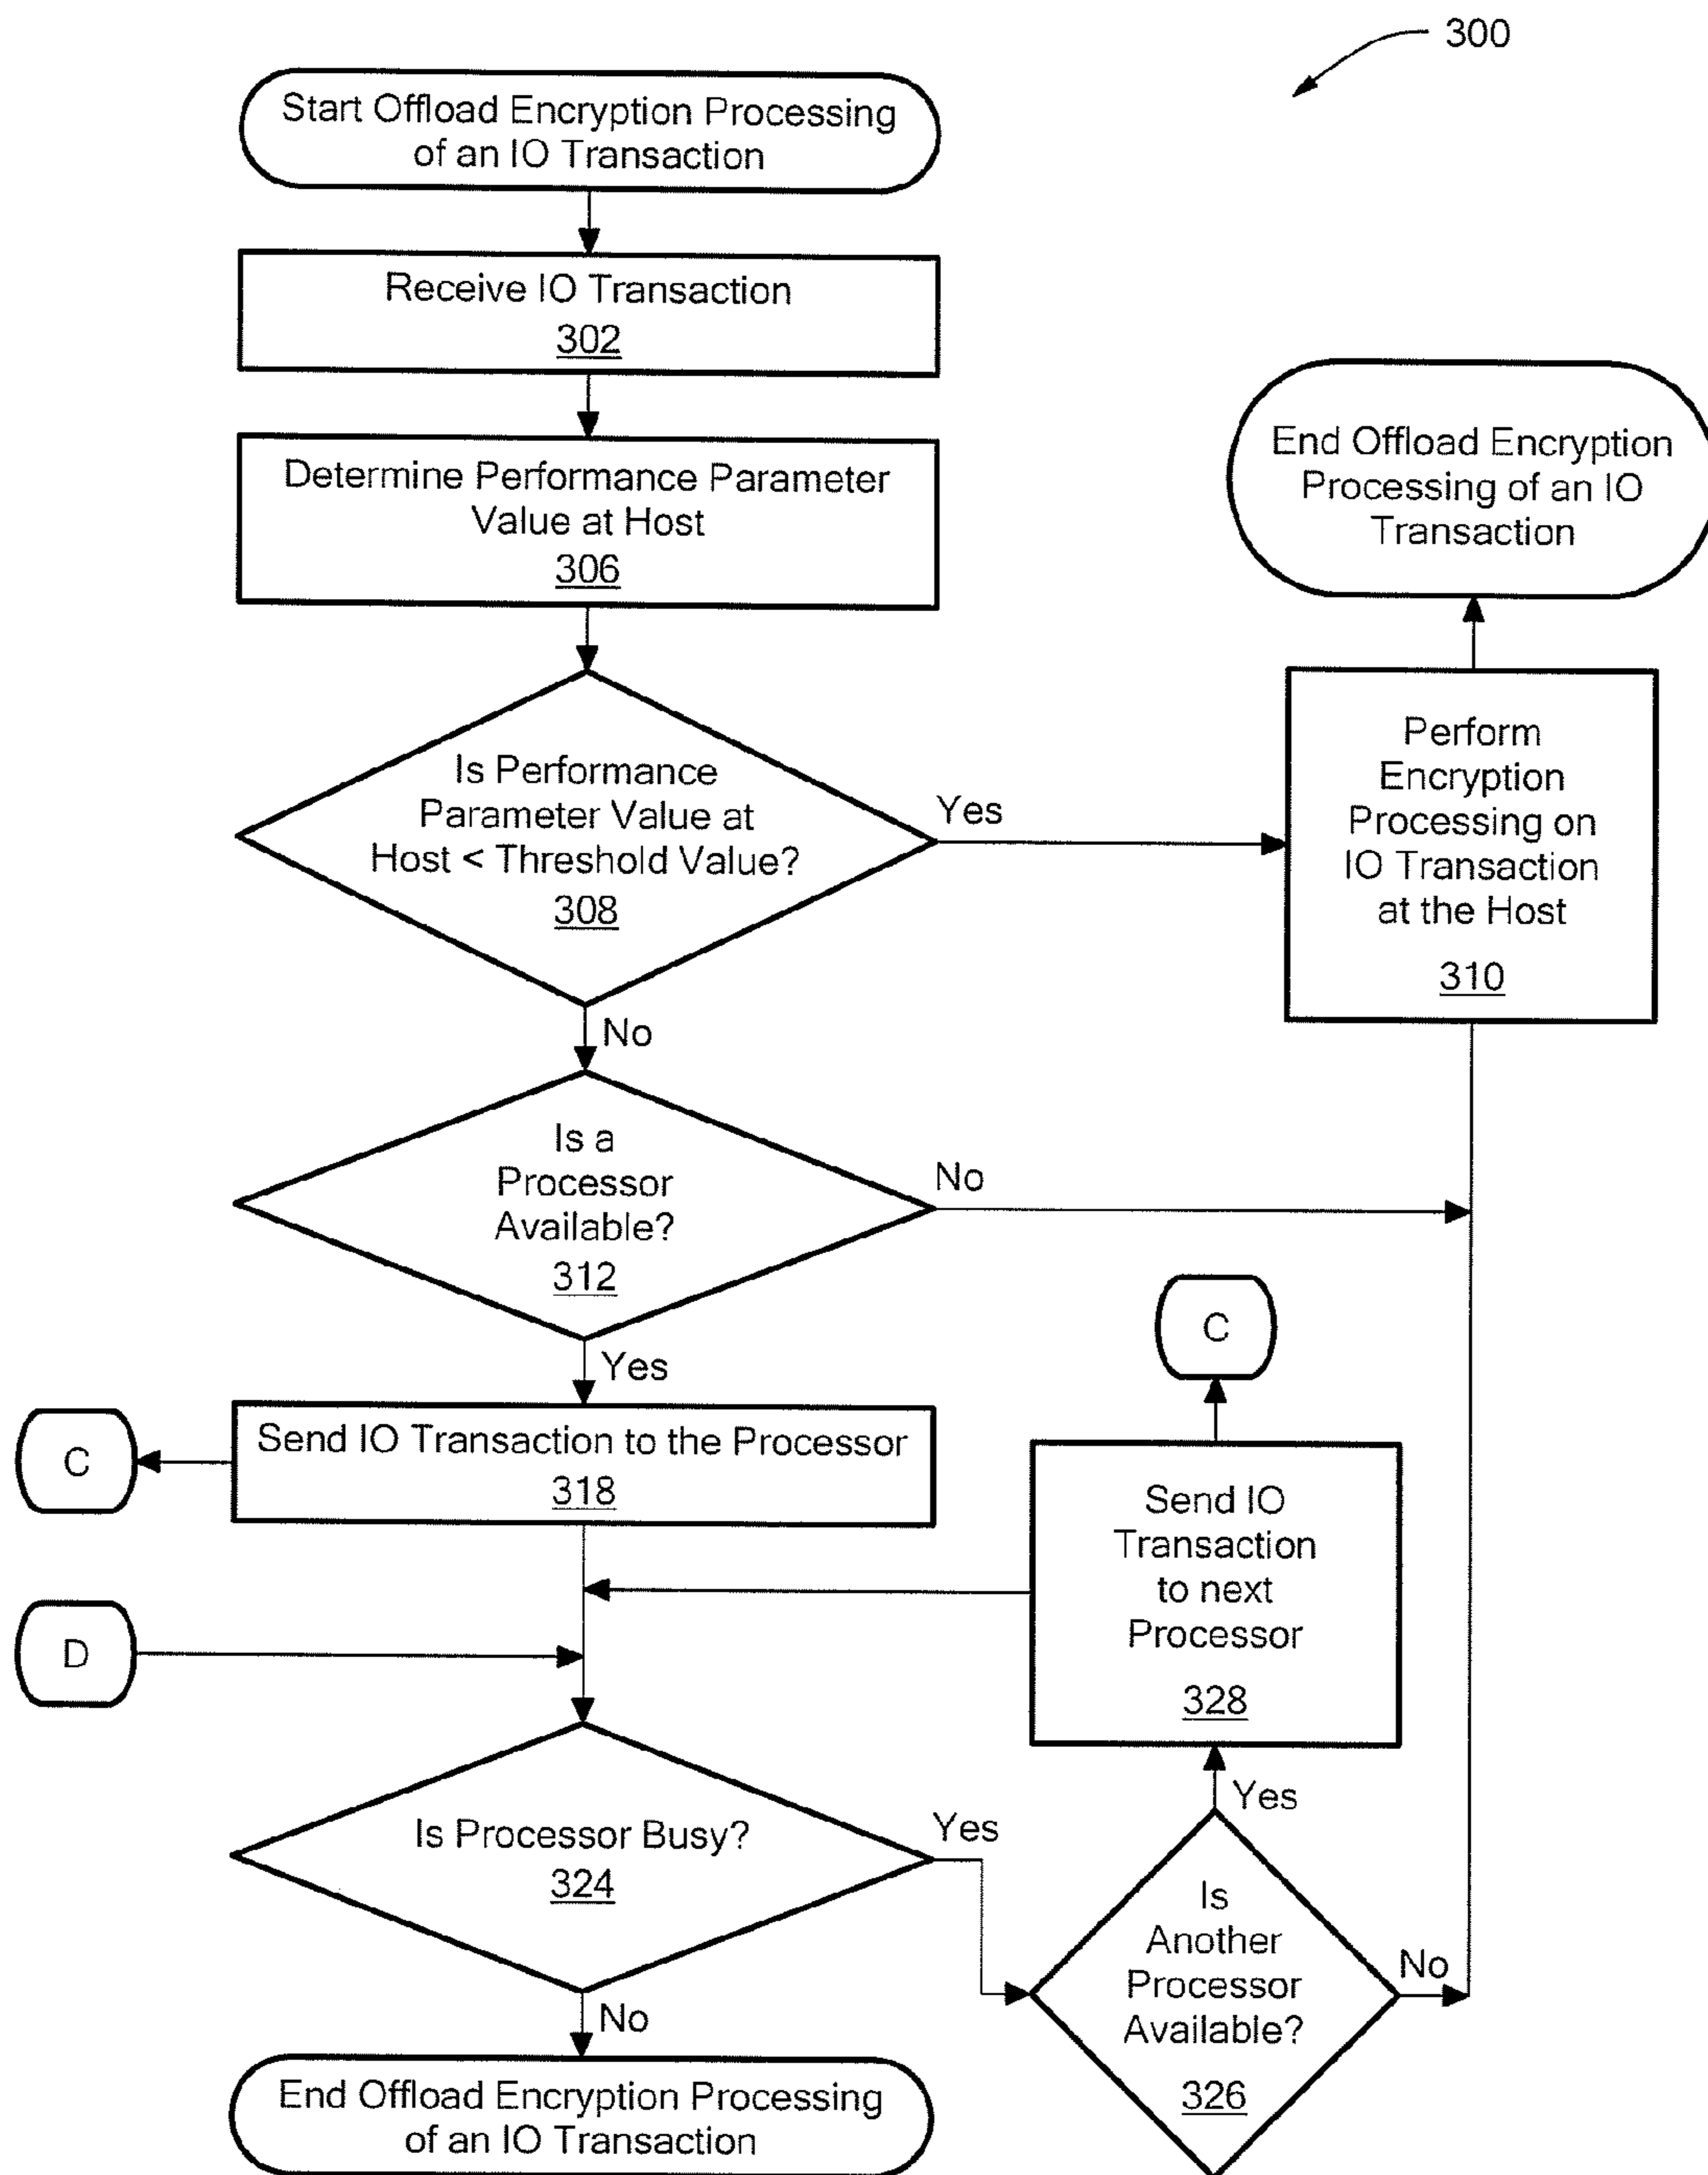 300
Start Offload Encryption Processing
of an IO Transaction
Receive IO Transaction
302
Determine Performance Parameter
Value at Host
306
End Offload Encryption
Processing of an IO
Transaction
Is Performance
Parameter Value at
Host < Threshold Value?
308
Yes
Perform
Encryption
Processing on
IO Transaction
at the Host
310
No
Is a
Processor
Available?
312
No
Yes
C
Send IO Transaction to the Processor
318
C
Send IO
Transaction
to next
Processor
328
D
Is Processor Busy?
324
Yes
Yes
Is
Another
Processor
Available?
326
No
No
End Offload Encryption Processing
of an IO Transaction